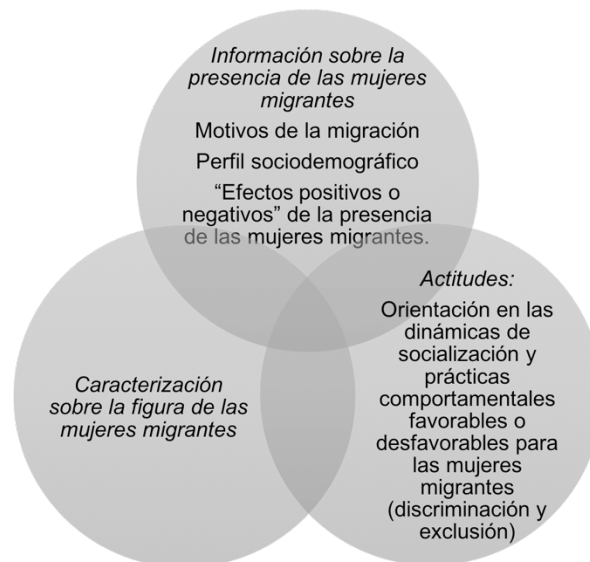 Información sobre la
presencia de las mujeres
migrantes
Motivos de la migración
Perfil sociodemográfico
“Efectos positivos o
negativos” de la presencia
de las mujeres migrantes.
Caracterización
sobre la figura de las
mujeres migrantes
Actitudes:
Orientación en las
dinámicas de
socialización y
prácticas
comportamentales
favorables o
desfavorables para
las mujeres
migrantes
(discriminación y
exclusión)